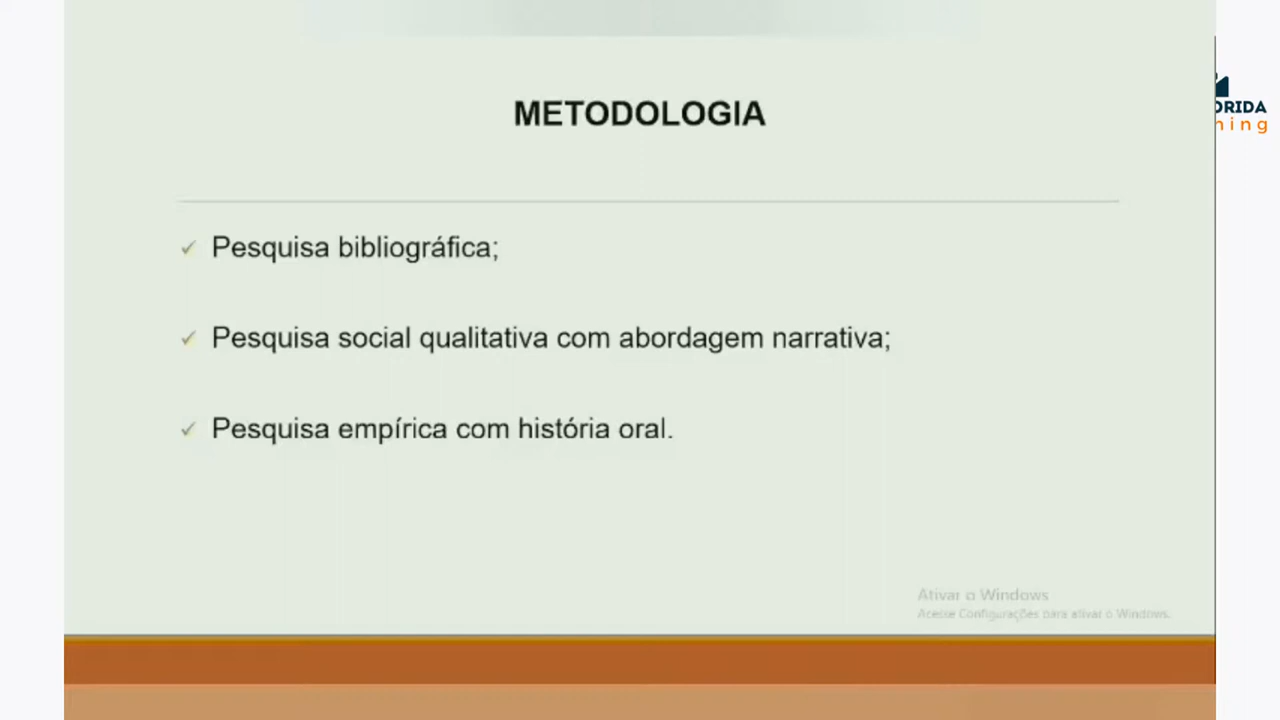 METODOLOGIA
Pesquisa bibliográfica;
Pesquisa social qualitativa com abordagem narrativa;
Pesquisa empírica com história oral.
Ativar o Windows
Acesse Configurações para ativar o Windows.